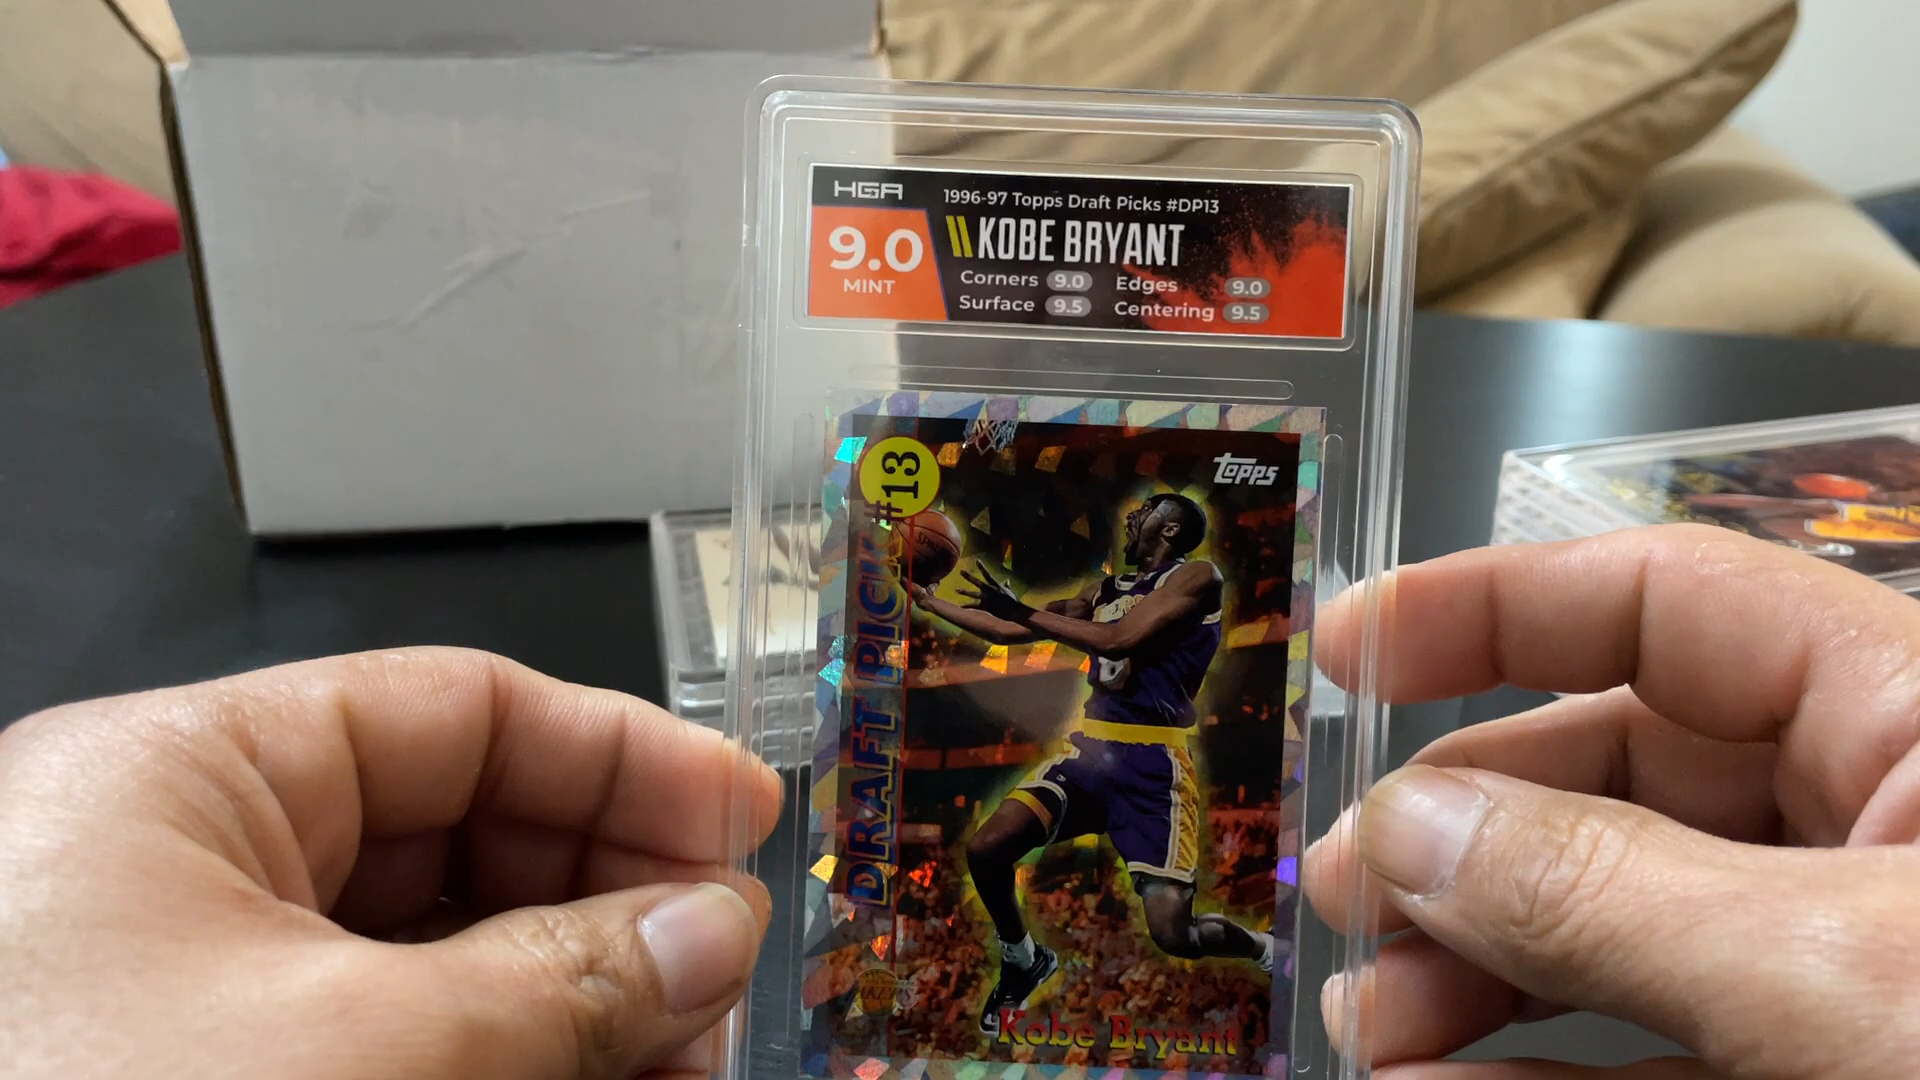 HGA
1996-97 Topps Draft Picks #DP13
9.0
MINT
KOBE BRYANT
Corners 9.0 Edges 9.0
Surface 9.5 Centering 9.5
Topps
DRAFT PICK #13
Kobe Bryant